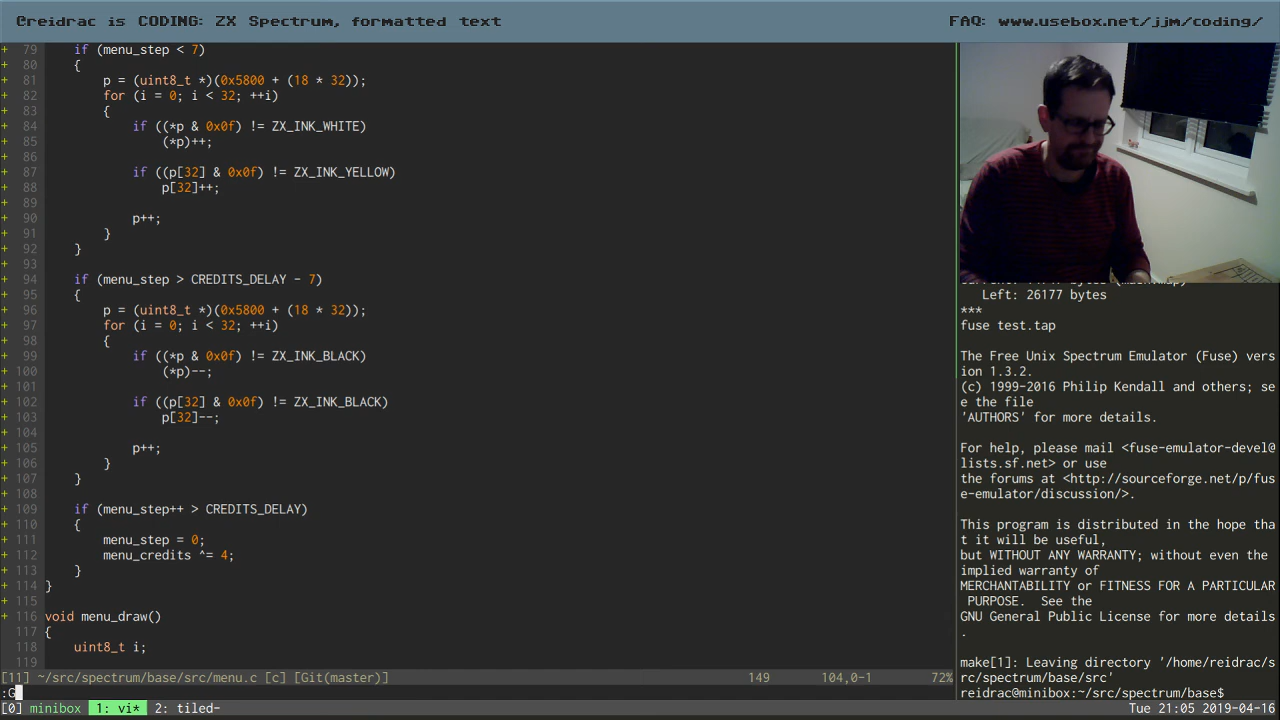 @reidrac is CODING: ZX Spectrum, formatted text
FAQ: www.usebox.net/jjm/coding/
+ 79 if (menu_step < 7)
+ 80 {
+ 81 p = (uint8_t *)(0x5800 + (18 * 32));
+ 82 for (i = 0; i < 32; ++i)
+ 83 {
+ 84 if ((*p & 0x0f) != ZX_INK_WHITE)
+ 85 (*p)++;
+ 86
+ 87 if ((p[32] & 0x0f) != ZX_INK_YELLOW)
+ 88 p[32]++;
+ 89
+ 90 p++;
+ 91 }
+ 92 }
+ 93
+ 94 if (menu_step > CREDITS_DELAY - 7)
+ 95 {
+ 96 p = (uint8_t *)(0x5800 + (18 * 32));
+ 97 for (i = 0; i < 32; ++i)
+ 98 {
+ 99 if ((*p & 0x0f) != ZX_INK_BLACK)
+ 100 (*p)--;
+ 101
+ 102 if ((p[32] & 0x0f) != ZX_INK_BLACK)
+ 103 p[32]--;
+ 104
+ 105 p++;
+ 106 }
+ 107 }
+ 108
+ 109 if (menu_step++ > CREDITS_DELAY)
+ 110 {
+ 111 menu_step = 0;
+ 112 menu_credits ^= 4;
+ 113 }
+ 114 }
+ 115
+ 116 void menu_draw()
117 {
118 uint8_t i;
119
[11] ~/src/spectrum/base/src/menu.c [c] [Git(master)] 149 104,0-1 72%
:G
Left: 26177 bytes
***
fuse test.tap
The Free Unix Spectrum Emulator (Fuse) vers
ion 1.3.2.
(c) 1999-2016 Philip Kendall and others; se
e the file
'AUTHORS' for more details.
For help, please mail <fuse-emulator-devel@
lists.sf.net> or use
the forums at <http://sourceforge.net/p/fus
e-emulator/discussion/>.
This program is distributed in the hope tha
t it will be useful,
but WITHOUT ANY WARRANTY; without even the
implied warranty of
MERCHANTABILITY or FITNESS FOR A PARTICULAR
PURPOSE. See the
GNU General Public License for more details
.
make[1]: Leaving directory '/home/reidrac/s
rc/spectrum/base/src'
reidrac@minibox:~/src/spectrum/base$
[0] minibox 1: vi* 2: tiled- Tue 21:05 2019-04-16